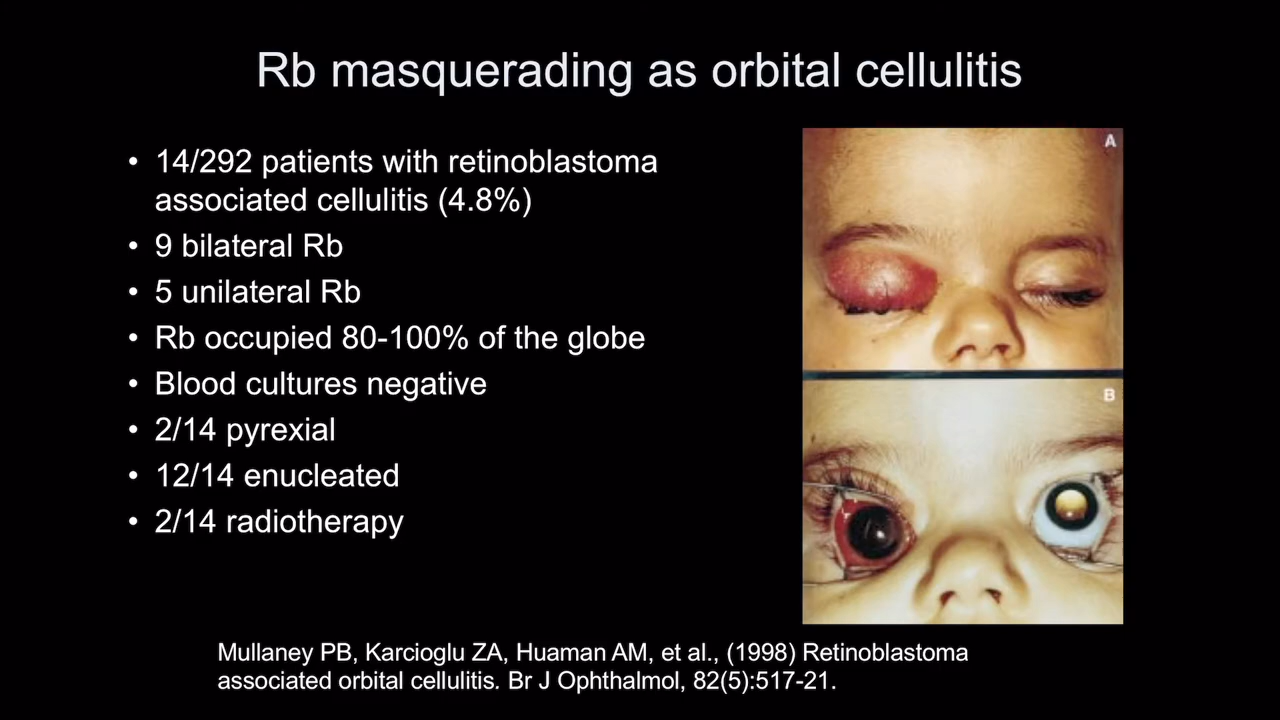 Rb masquerading as orbital cellulitis
• 14/292 patients with retinoblastoma
associated cellulitis (4.8%)
• 9 bilateral Rb
• 5 unilateral Rb
• Rb occupied 80-100% of the globe
• Blood cultures negative
• 2/14 pyrexial
• 12/14 enucleated
• 2/14 radiotherapy
A
B
Mullaney PB, Karcioglu ZA, Huaman AM, et al., (1998) Retinoblastoma
associated orbital cellulitis. Br J Ophthalmol, 82(5):517-21.